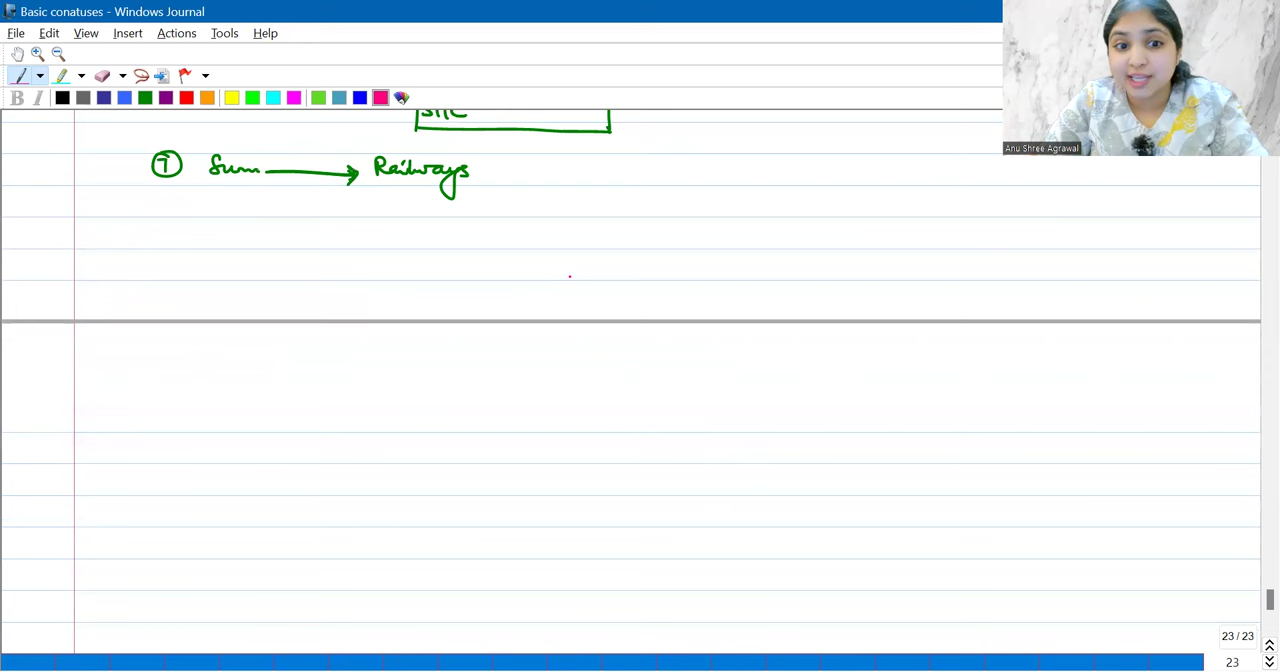 Basic conatuses - Windows Journal
File Edit View Insert Actions Tools Help
B I
Anu Shree Agrawal
⑦ Sum → Railways
23 / 23
23